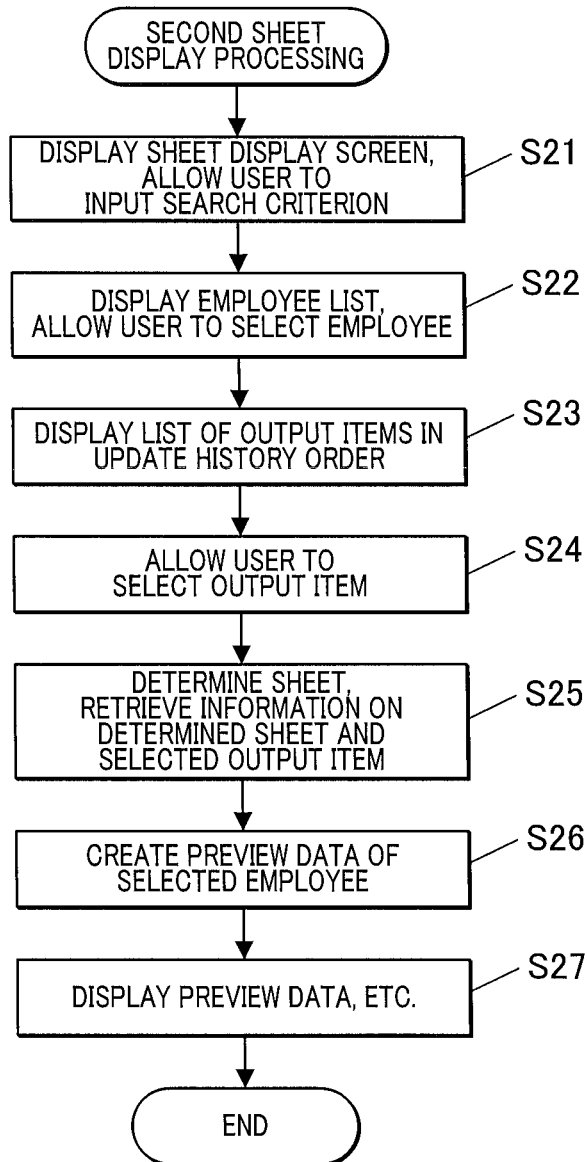 SECOND SHEET
DISPLAY PROCESSING
DISPLAY SHEET DISPLAY SCREEN,
ALLOW USER TO
INPUT SEARCH CRITERION
S21
DISPLAY EMPLOYEE LIST,
ALLOW USER TO SELECT EMPLOYEE
S22
DISPLAY LIST OF OUTPUT ITEMS IN
UPDATE HISTORY ORDER
S23
ALLOW USER TO
SELECT OUTPUT ITEM
S24
DETERMINE SHEET,
RETRIEVE INFORMATION ON
DETERMINED SHEET AND
SELECTED OUTPUT ITEM
S25
CREATE PREVIEW DATA OF
SELECTED EMPLOYEE
S26
DISPLAY PREVIEW DATA, ETC.
S27
END